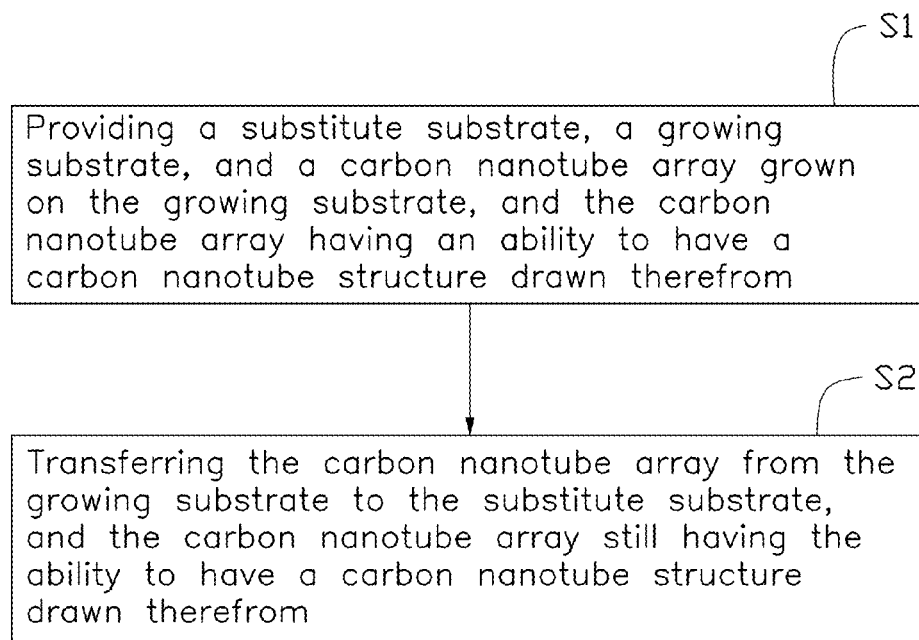 S1
Providing a substitute substrate, a growing
substrate, and a carbon nanotube array grown
on the growing substrate, and the carbon
nanotube array having an ability to have a
carbon nanotube structure drawn therefrom
S2
Transferring the carbon nanotube array from the
growing substrate to the substitute substrate,
and the carbon nanotube array still having the
ability to have a carbon nanotube structure
drawn therefrom